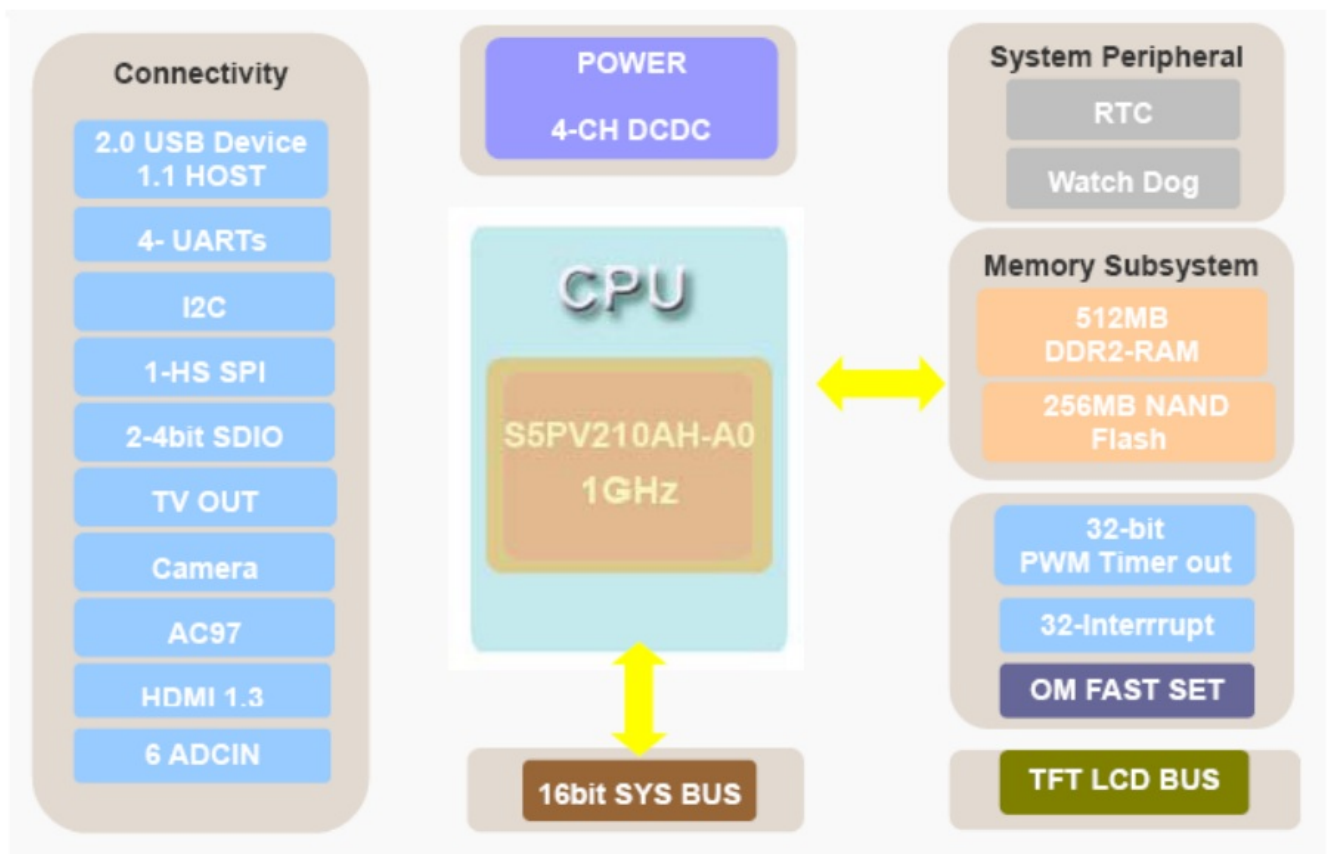 Connectivity
2.0 USB Device
1.1 HOST
4- UARTs
I2C
1-HS SPI
2-4bit SDIO
TV OUT
Camera
AC97
HDMI 1.3
6 ADCIN
POWER
4-CH DCDC
CPU
S5PV210AH-A0
1GHz
16bit SYS BUS
System Peripheral
RTC
Watch Dog
Memory Subsystem
512MB
DDR2-RAM
256MB NAND
Flash
32-bit
PWM Timer out
32-Interrrupt
OM FAST SET
TFT LCD BUS